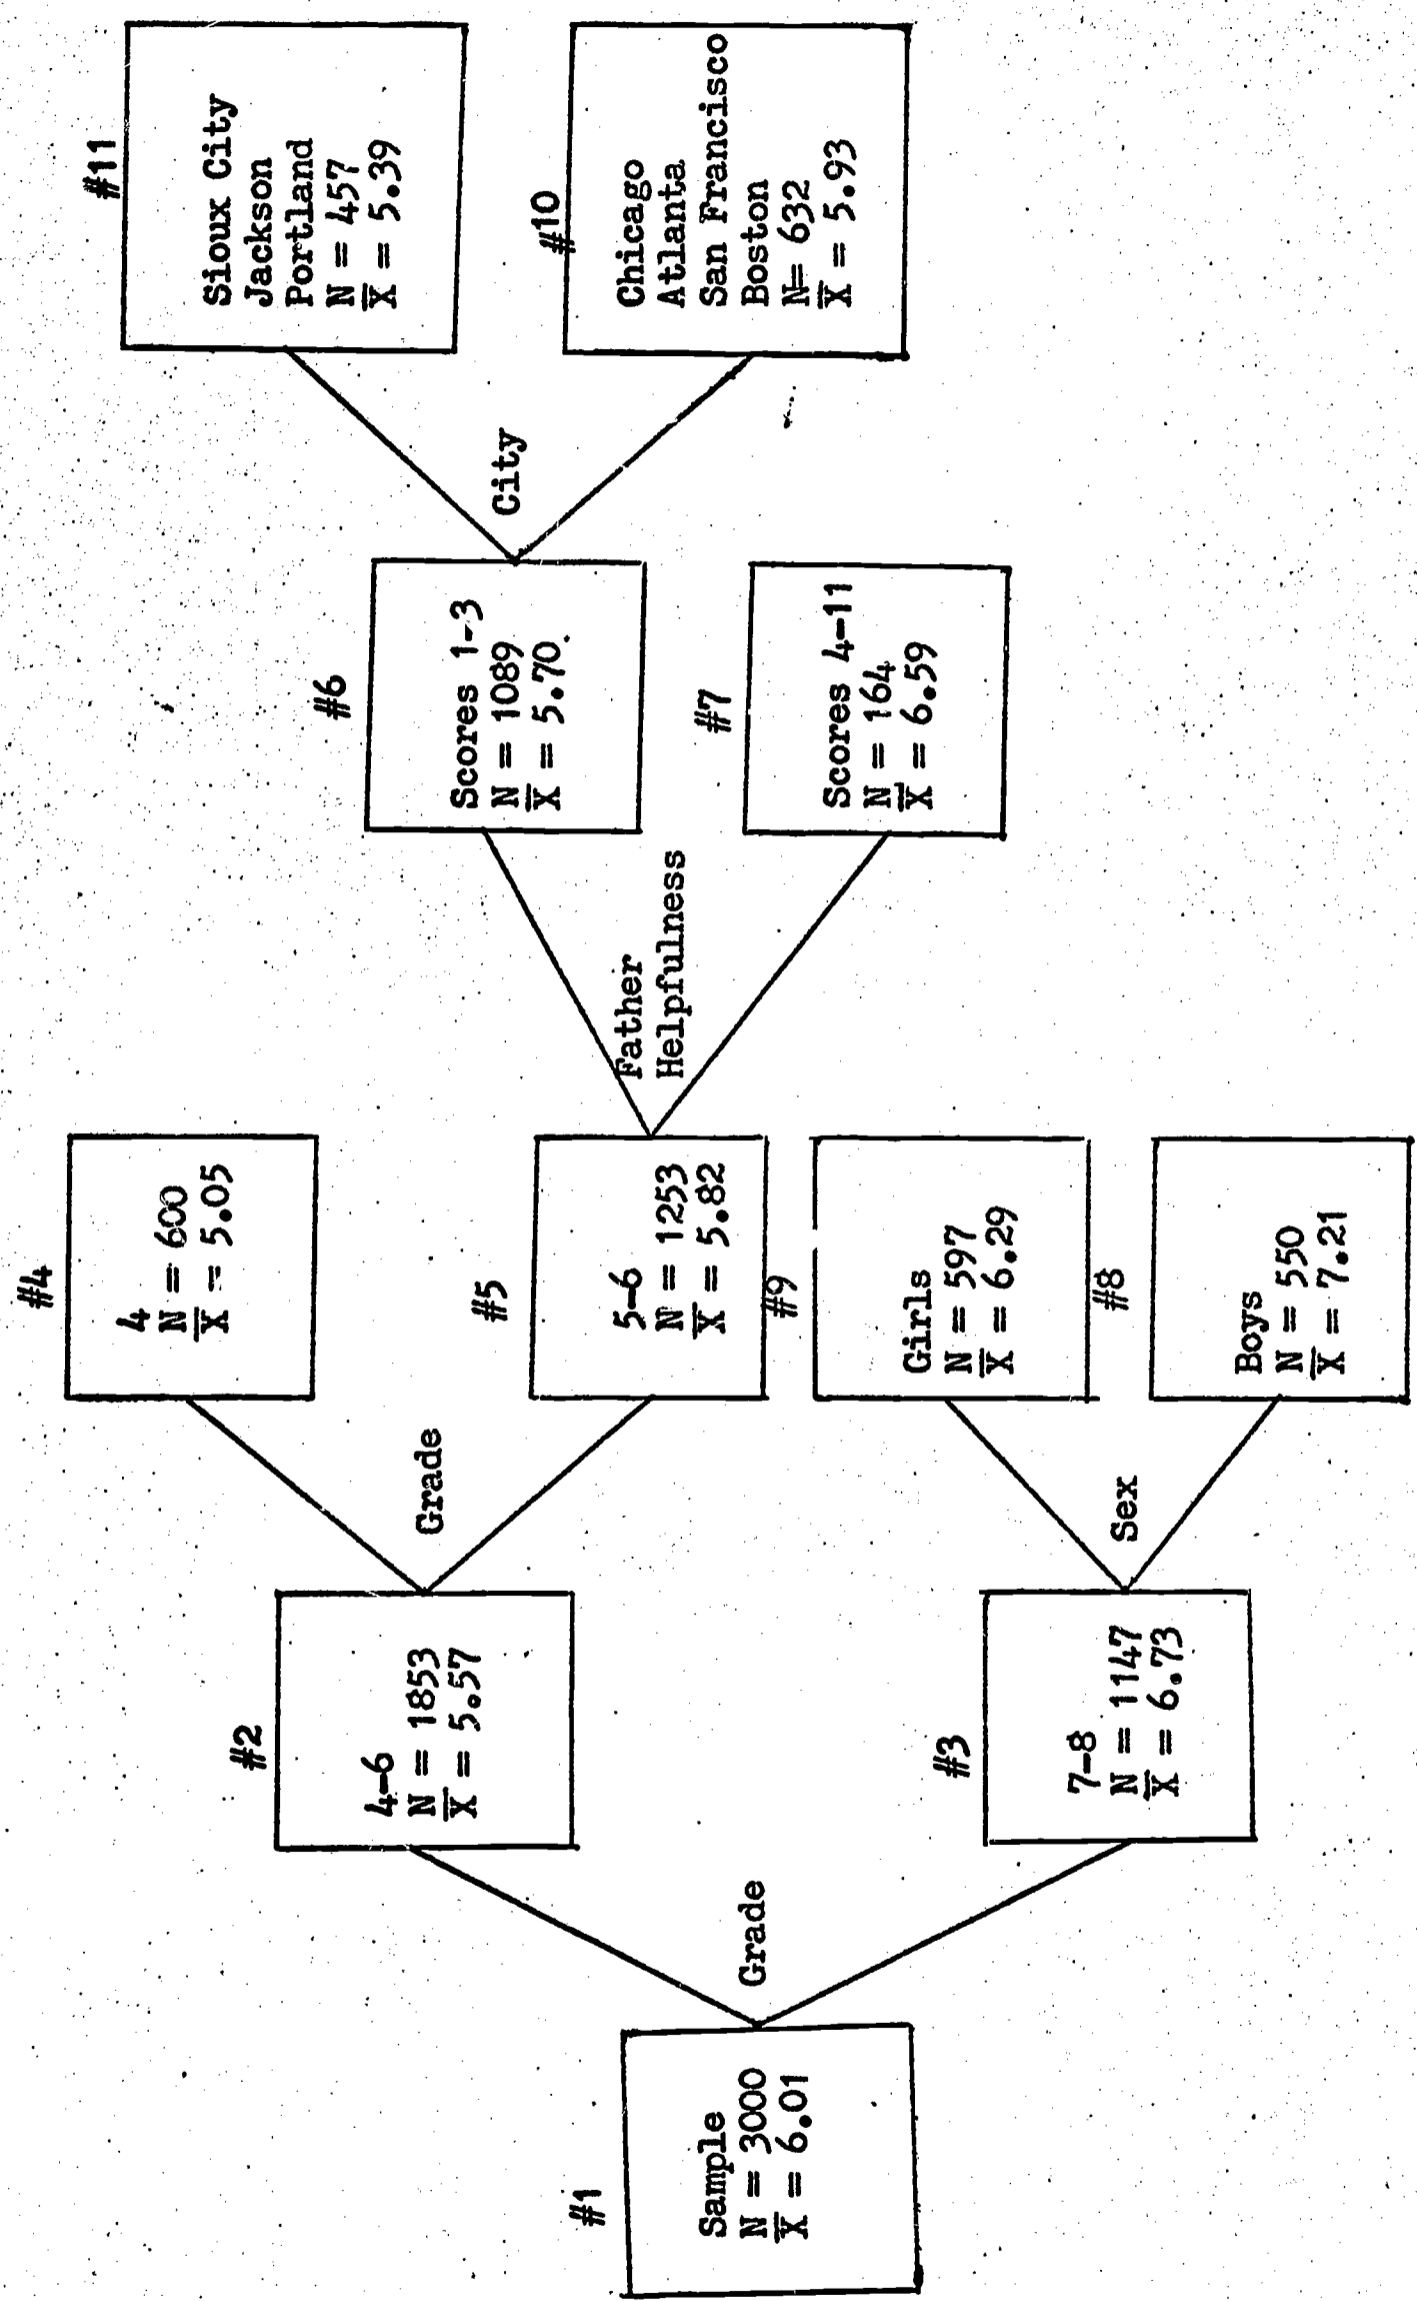 #1
Sample
N = 3000
X̅ = 6.01
Grade
#2
4-6
N = 1853
X̅ = 5.57
#3
7-8
N = 1147
X̅ = 6.73
Grade
Sex
#4
4
N = 600
X̅ = 5.05
#5
5-6
N = 1253
X̅ = 5.82
#9
Girls
N = 597
X̅ = 6.29
#8
Boys
N = 550
X̅ = 7.21
Father
Helpfulness
#6
Scores 1-3
N = 1089
X̅ = 5.70
#7
Scores 4-11
N = 164
X̅ = 6.59
City
#11
Sioux City
Jackson
Portland
N = 457
X̅ = 5.39
#10
Chicago
Atlanta
San Francisco
Boston
N= 632
X̅ = 5.93